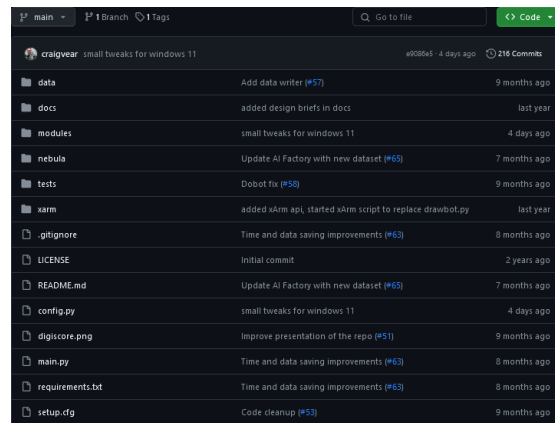 main 1 Branch 1 Tags Go to file Code
craigvear small tweaks for windows 11 e9086e5 · 4 days ago 216 Commits
data Add data writer (#57) 9 months ago
docs added design briefs in docs last year
modules small tweaks for windows 11 4 days ago
nebula Update AI Factory with new dataset (#65) 7 months ago
tests Dobot fix (#58) 9 months ago
xarm added xArm api, started xArm script to replace drawbot.py last year
.gitignore Time and data saving improvements (#63) 8 months ago
LICENSE Initial commit 2 years ago
README.md Update AI Factory with new dataset (#65) 7 months ago
config.py small tweaks for windows 11 4 days ago
digiscore.png Improve presentation of the repo (#51) 9 months ago
main.py Time and data saving improvements (#63) 8 months ago
requirements.txt Time and data saving improvements (#63) 8 months ago
setup.cfg Code cleanup (#53) 9 months ago